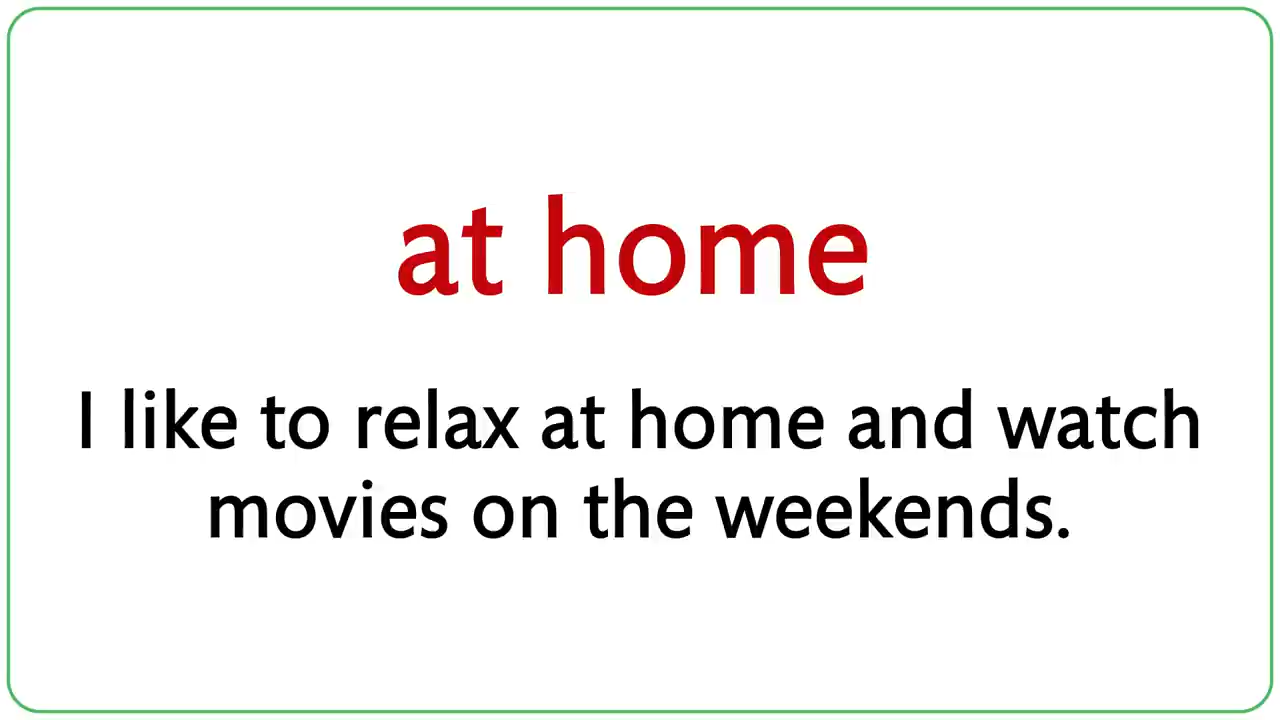 at home
I like to relax at home and watch
movies on the weekends.